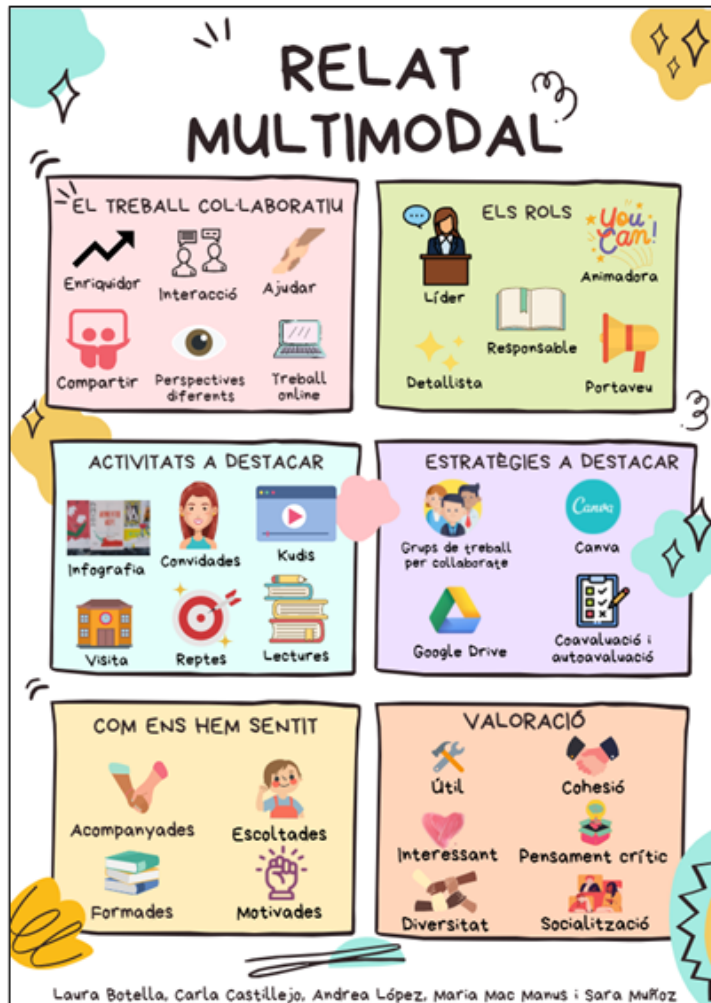 RELAT
MULTIMODAL
EL TREBALL COL·LABORATIU
Enriquidor
Interacció
Ajudar
Compartir
Perspectives
diferents
Treball
online
ELS ROLS
You
Can!
Líder
Animadora
Responsable
Detallista
Portaveu
ACTIVITATS A DESTACAR
Infografia
Convidades
Kudis
Visita
Reptes
Lectures
ESTRATÈGIES A DESTACAR
Grups de treball
per collaborate
Canva
Canva
Google Drive
Coavaluació i
autoavaluació
COM ENS HEM SENTIT
Acompanyades
Escoltades
Formades
Motivades
VALORACIÓ
Útil
Cohesió
Interessant
Pensament crític
Diversitat
Socialització
Laura Botella, Carla Castillejo, Andrea López, Maria Mac Manus i Sara Muñoz